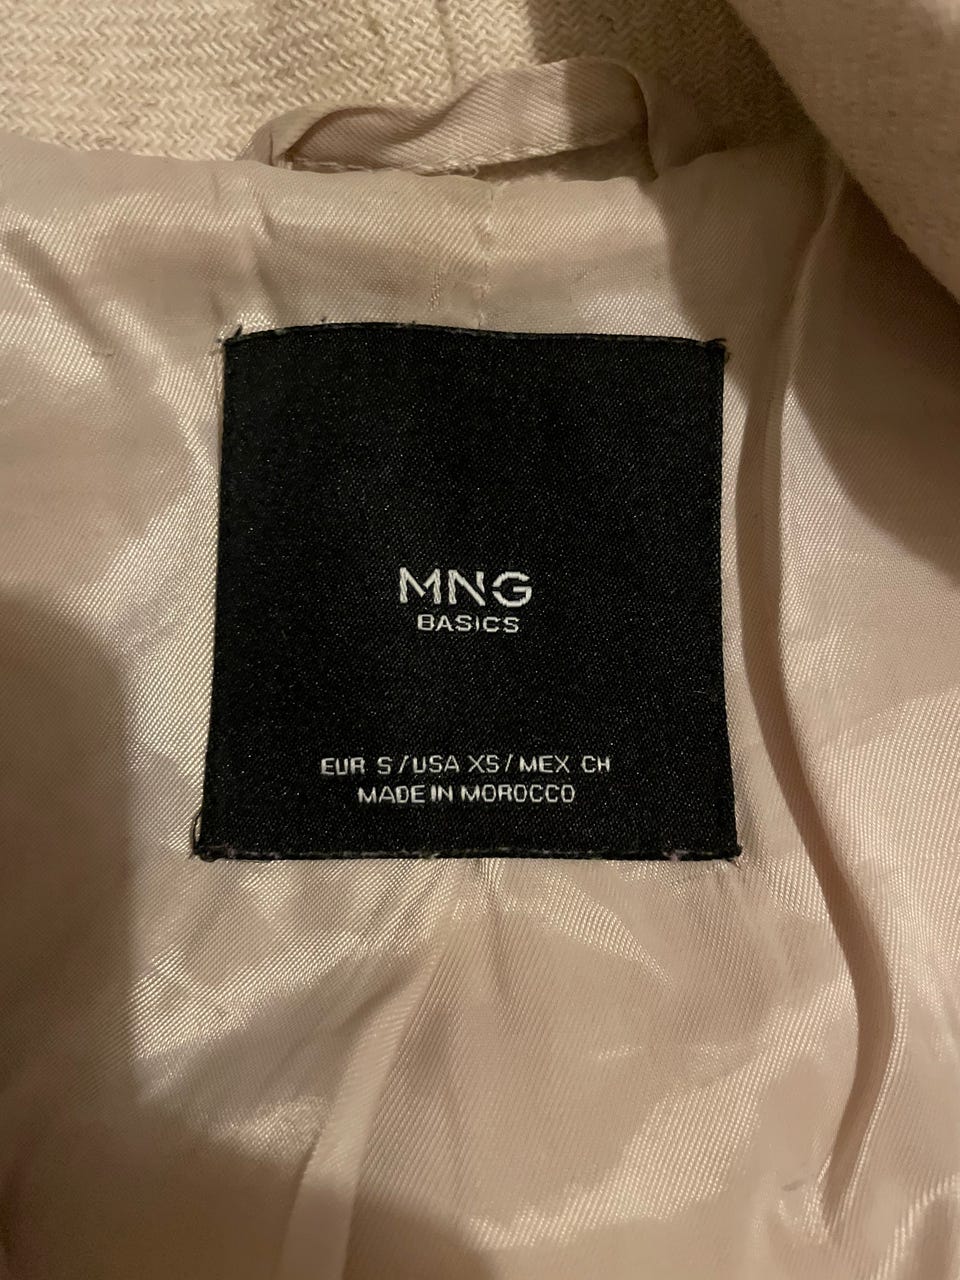 MNG
BASICS
EUR S / USA XS / MEX CH
MADE IN MOROCCO